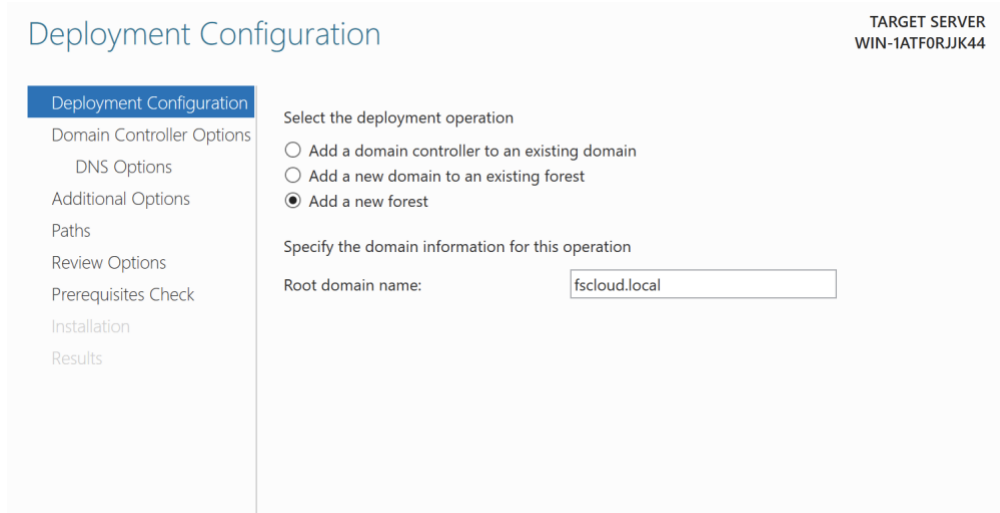 Deployment Configuration
TARGET SERVER
WIN-1ATF0RJJK44
Deployment Configuration
Domain Controller Options
DNS Options
Additional Options
Paths
Review Options
Prerequisites Check
Installation
Results
Select the deployment operation
Add a domain controller to an existing domain
Add a new domain to an existing forest
Add a new forest
Specify the domain information for this operation
Root domain name:
fscloud.local